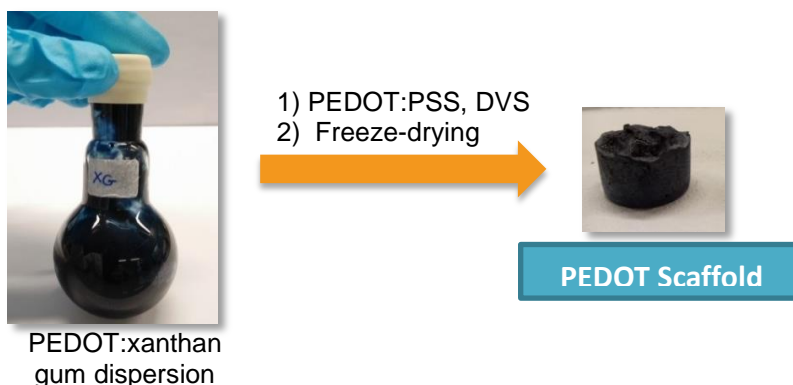 XG
1) PEDOT:PSS, DVS
2) Freeze-drying
PEDOT Scaffold
PEDOT:xanthan
gum dispersion